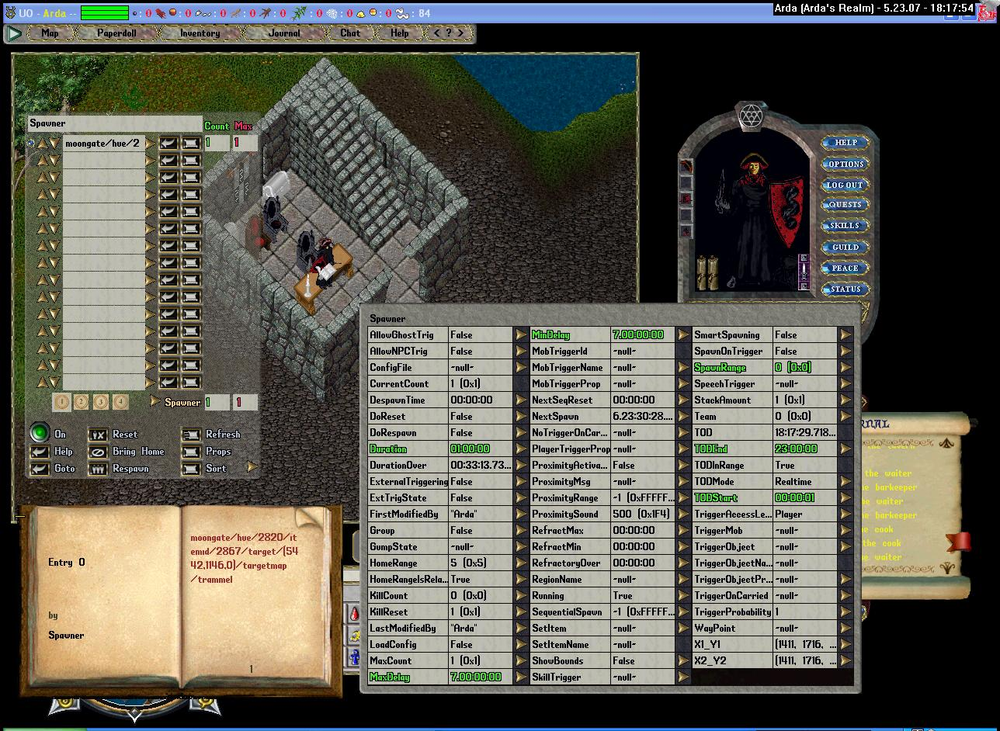 UO - Arda --
: 0 : 0 : 0 : 0 : 0 : 0 : 0 : 0 : 84
Arda (Arda's Realm) - 5.23.07 - 18:17:54
Map Paperdoll Inventory Journal Chat Help < ? >
Spawner Count Max
moongate/hue/2 1 1
1 2 3 4 Spawner 1 1
On Reset Refresh
Help Bring Home Props
Goto Respawn Sort
HELP
OPTIONS
LOG OUT
QUESTS
SKILLS
GUILD
PEACE
STATUS
Spawner
AllowGhostTrig False MinDelay 7.00:00:00 SmartSpawning False
AllowNPCTrig False MobTriggerId -null- SpawnOnTrigger False
ConfigFile -null- MobTriggerName -null- SpawnRange 0 (0x0)
CurrentCount 1 (0x1) MobTriggerProp -null- SpeechTrigger -null-
DespawnTime 00:00:00 NextSeqReset 00:00:00 StackAmount 1 (0x1)
DoReset False NextSpawn 6.23:30:28.... Team 0 (0x0)
DoRespawn False NoTriggerOnCar... -null- TOD 18:17:29.718...
Duration 01:00:00 PlayerTriggerProp -null- TODEnd 23:00:00
DurationOver 00:33:13.73... ProximityActiva... False TODInRange True
ExternalTriggering False ProximityMsg -null- TODMode Realtime
ExtTrigState False ProximityRange -1 (0xFFFFF... TODStart 00:00:01
FirstModifiedBy "Arda" ProximitySound 500 (0x1F4) TriggerAccessLe... Player
Group False RefractMax 00:00:00 TriggerMob -null-
GumpState -null- RefractMin 00:00:00 TriggerObject -null-
HomeRange 5 (0x5) RefractoryOver 00:00:00 TriggerObjectNa... -null-
HomeRangeIsRela... True RegionName -null- TriggerObjectPr... -null-
KillCount 0 (0x0) Running True TriggerOnCarried -null-
KillReset 1 (0x1) SequentialSpawn -1 (0xFFFFF... TriggerProbability 1
LastModifiedBy "Arda" SetItem -null- WayPoint -null-
LoadConfig False SetItemName -null- X1_Y1 (1411, 1716, ...
MaxCount 1 (0x1) ShowBounds False X2_Y2 (1411, 1716, ...
MaxDelay 7.00:00:00 SkillTrigger -null-
RNAL
the cavern
the waiter
he barkeeper
he waiter
he barkeeper
he cook
the cook
he waiter
Entry 0
by
Spawner
moongate/hue/2820/it
emid/2867/target/(54
42,1146,0)/targetmap
/trammel
1